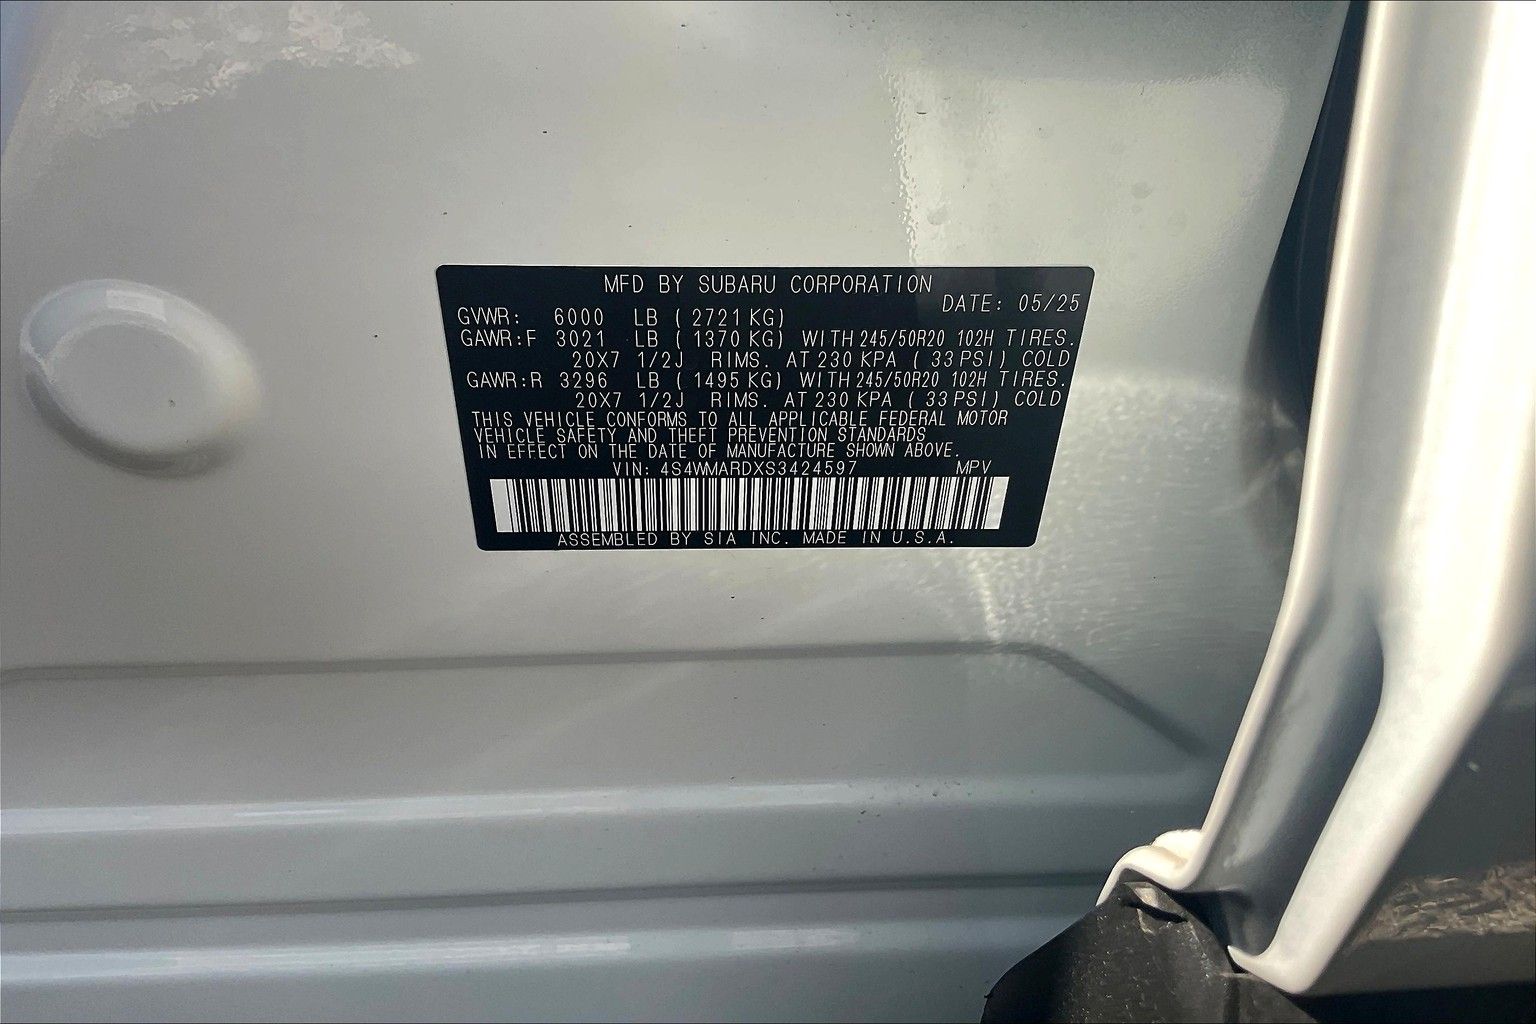 MFD BY SUBARU CORPORATION
DATE: 05/25
GVWR: 6000 LB ( 2721 KG)
GAWR:F 3021 LB ( 1370 KG) WITH 245/50R20 102H TIRES.
20X7 1/2J RIMS. AT 230 KPA ( 33 PSI) COLD
GAWR:R 3296 LB ( 1495 KG) WITH 245/50R20 102H TIRES.
20X7 1/2J RIMS. AT 230 KPA ( 33 PSI) COLD
THIS VEHICLE CONFORMS TO ALL APPLICABLE FEDERAL MOTOR
VEHICLE SAFETY AND THEFT PREVENTION STANDARDS
IN EFFECT ON THE DATE OF MANUFACTURE SHOWN ABOVE.
VIN: 4S4WMARDXS3424597 MPV
ASSEMBLED BY SIA INC. MADE IN U.S.A.